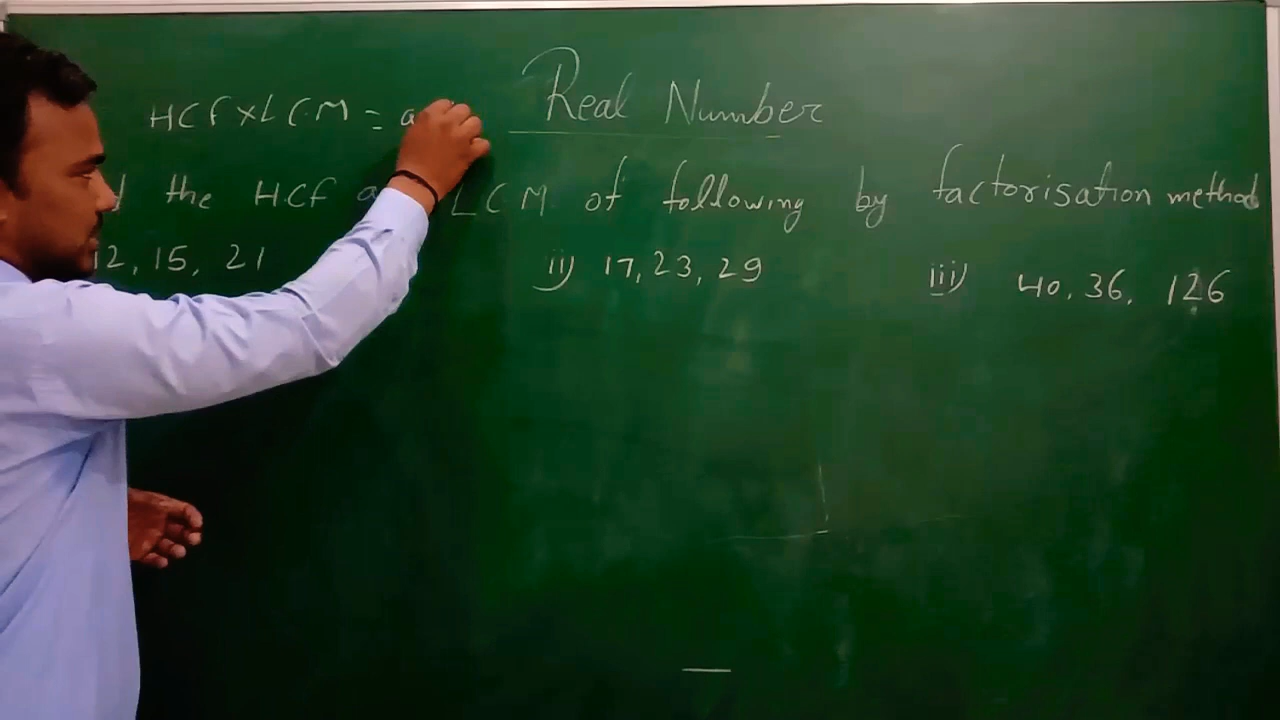 Real Number
HCF × LCM = a
the HCF LCM of following by factorisation method
12, 15, 21 ii) 17, 23, 29 iii) 40, 36, 126